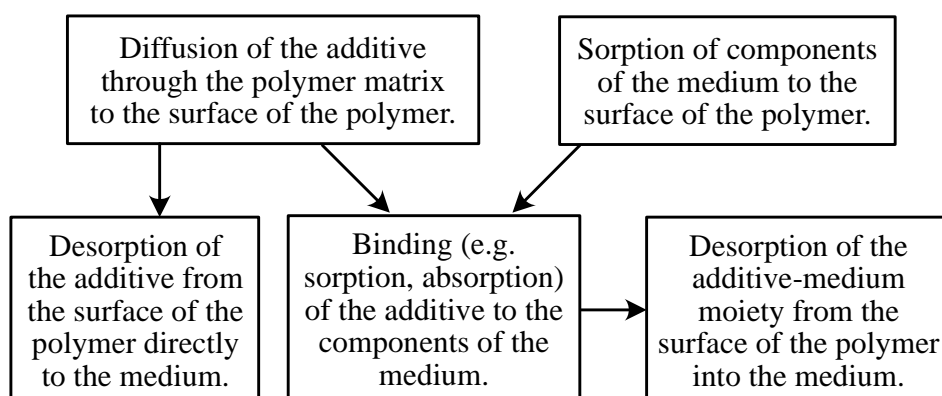 Diffusion of the additive
through the polymer matrix
to the surface of the polymer.
Sorption of components
of the medium to the
surface of the polymer.
Desorption of
the additive from
the surface of the
polymer directly
to the medium.
Binding (e.g.
sorption, absorption)
of the additive to the
components of the
medium.
Desorption of the
additive-medium
moiety from the
surface of the polymer
into the medium.